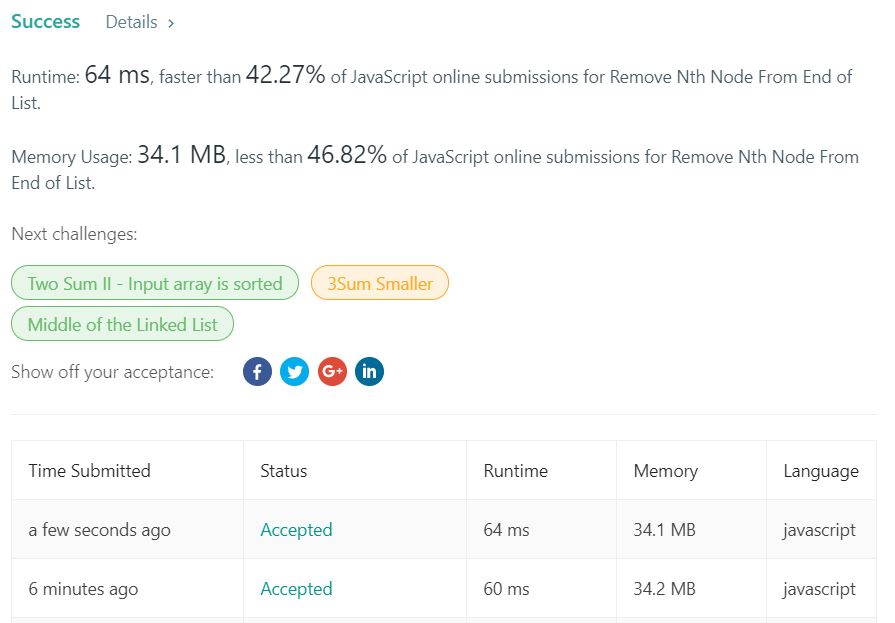 Success Details >
Runtime: 64 ms, faster than 42.27% of JavaScript online submissions for Remove Nth Node From End of
List.
Memory Usage: 34.1 MB, less than 46.82% of JavaScript online submissions for Remove Nth Node From
End of List.
Next challenges:
Two Sum II - Input array is sorted 3Sum Smaller
Middle of the Linked List
Show off your acceptance: f G+ in
Time Submitted Status Runtime Memory Language
a few seconds ago Accepted 64 ms 34.1 MB javascript
6 minutes ago Accepted 60 ms 34.2 MB javascript